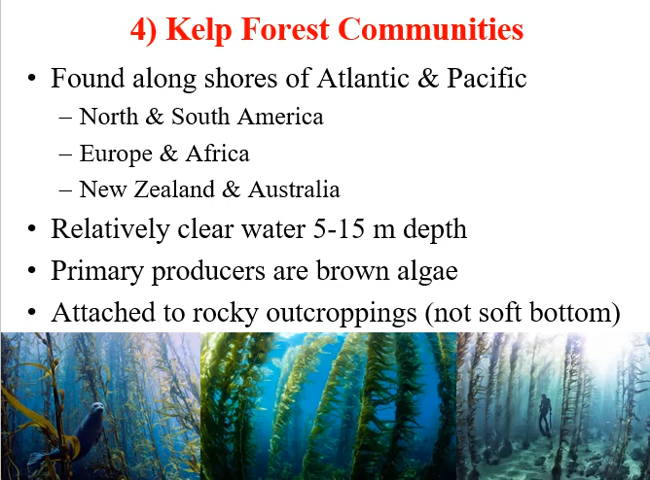 4) Kelp Forest Communities
• Found along shores of Atlantic & Pacific
– North & South America
– Europe & Africa
– New Zealand & Australia
• Relatively clear water 5-15 m depth
• Primary producers are brown algae
• Attached to rocky outcroppings (not soft bottom)